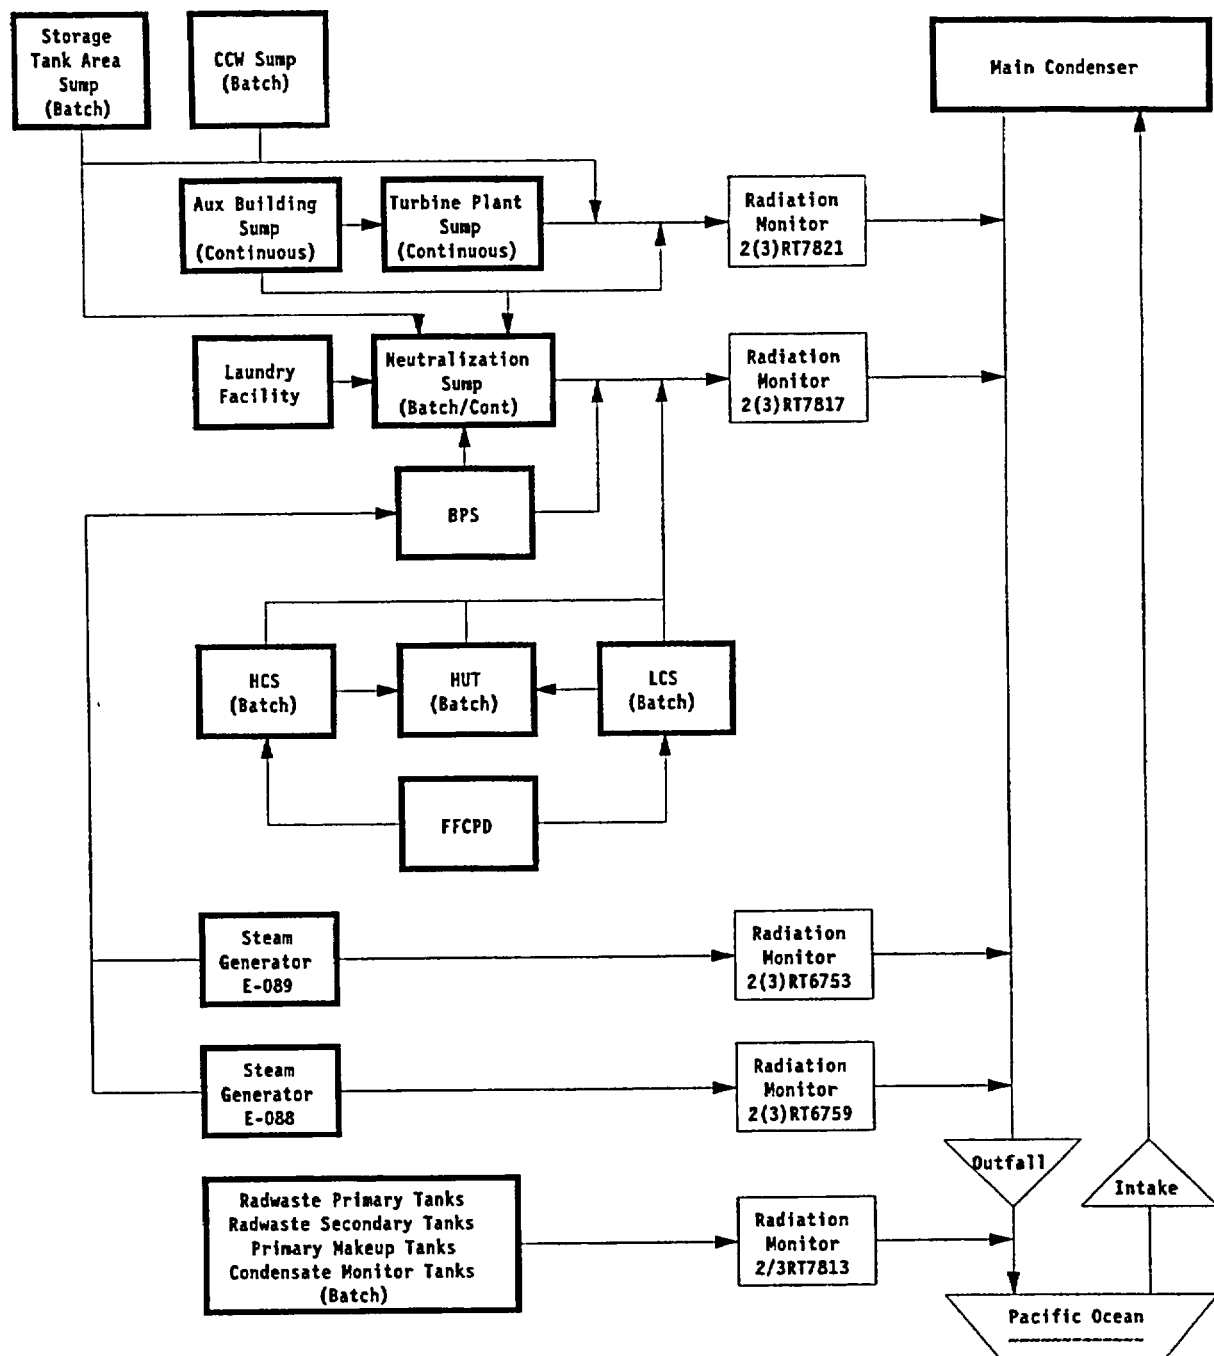 Storage
Tank Area
Sump
(Batch)
CCW Sump
(Batch)
Main Condenser
Aux Building
Sump
(Continuous)
Turbine Plant
Sump
(Continuous)
Radiation
Monitor
2(3)RT7821
Laundry
Facility
Neutralization
Sump
(Batch/Cont)
Radiation
Monitor
2(3)RT7817
BPS
HCS
(Batch)
HUT
(Batch)
LCS
(Batch)
FFCPD
Steam
Generator
E-089
Radiation
Monitor
2(3)RT6753
Steam
Generator
E-088
Radiation
Monitor
2(3)RT6759
Outfall
Intake
Radwaste Primary Tanks
Radwaste Secondary Tanks
Primary Makeup Tanks
Condensate Monitor Tanks
(Batch)
Radiation
Monitor
2/3RT7813
Pacific Ocean